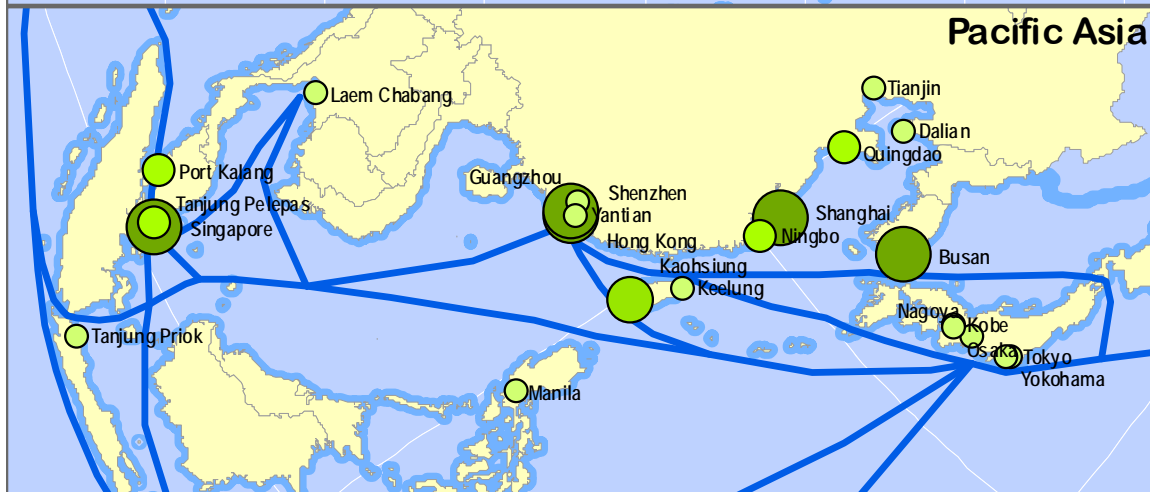 Pacific Asia
Tianjin
Laem Chabang
Dalian
Quingdao
Port Kalang
Guangzhou
Shenzhen
Tanjung Pelepas
Yantian
Shanghai
Singapore
Ningbo
Hong Kong
Busan
Kaohsiung
Keelung
Nagoya
Kobe
Tanjung Priok
Osaka
Tokyo
Yokohama
Manila